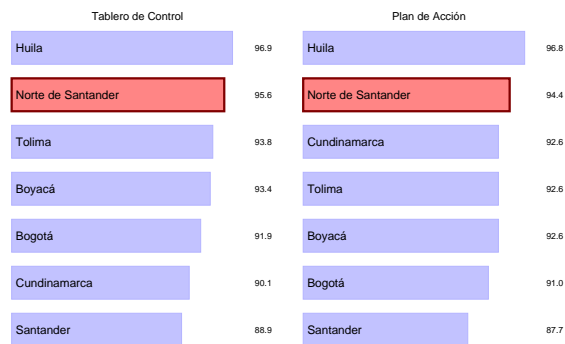 Tablero de Control
Huila 96.9
Norte de Santander 95.6
Tolima 93.8
Boyacá 93.4
Bogotá 91.9
Cundinamarca 90.1
Santander 88.9
Plan de Acción
Huila 96.8
Norte de Santander 94.4
Cundinamarca 92.6
Tolima 92.6
Boyacá 92.6
Bogotá 91.0
Santander 87.7